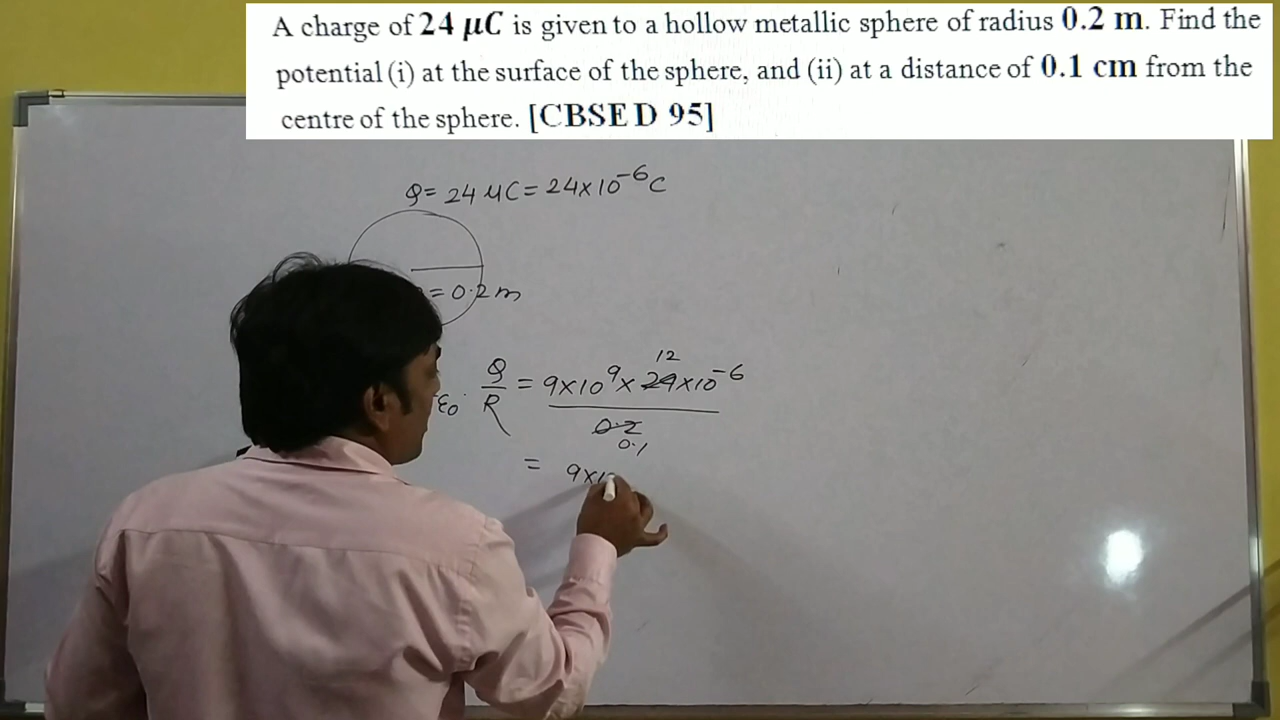 A charge of 24 μC is given to a hollow metallic sphere of radius 0.2 m. Find the
potential (i) at the surface of the sphere, and (ii) at a distance of 0.1 cm from the
centre of the sphere. [CBSE D 95]
Q = 24 μC = 24×10⁻⁶ C
= 0.2 m
ε₀ Q/R = 9×10⁹×24×10⁻⁶
12
0.2
0.1
= 9×1